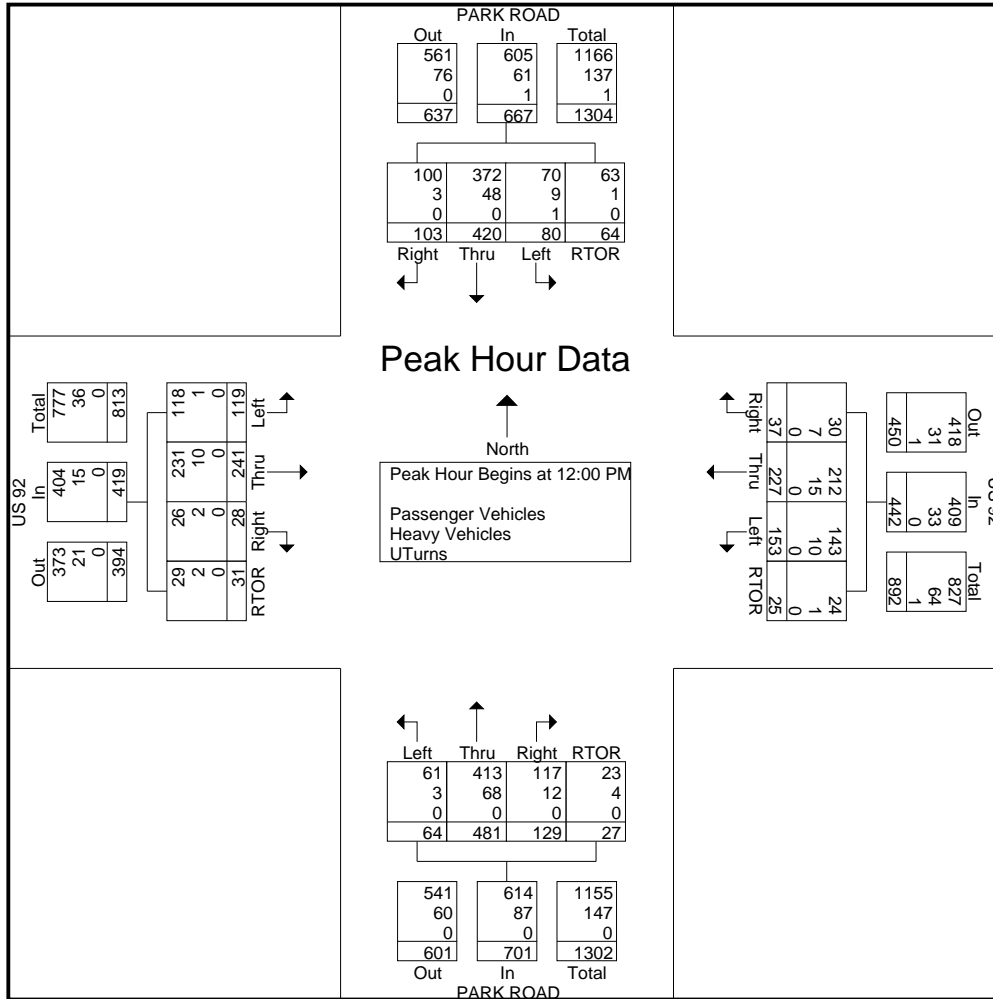 PARK ROAD
Out In Total
561 605 1166
76 61 137
0 1 1
637 667 1304
100 372 70 63
3 48 9 1
0 0 1 0
103 420 80 64
Right Thru Left RTOR
Peak Hour Data
North
Peak Hour Begins at 12:00 PM
Passenger Vehicles
Heavy Vehicles
UTurns
US 92
Out In Total
373 404 777
21 15 36
0 0 0
394 419 813
29 26 231 118
2 2 10 1
0 0 0 0
31 28 241 119
RTOR Right Thru Left
Right Thru Left RTOR
37 227 153 25
0 0 0 0
7 15 10 1
30 212 143 24
US 92
Out In Total
418 409 827
31 33 64
1 0 1
450 442 892
Left Thru Right RTOR
61 413 117 23
3 68 12 4
0 0 0 0
64 481 129 27
541 614 1155
60 87 147
0 0 0
601 701 1302
Out In Total
PARK ROAD